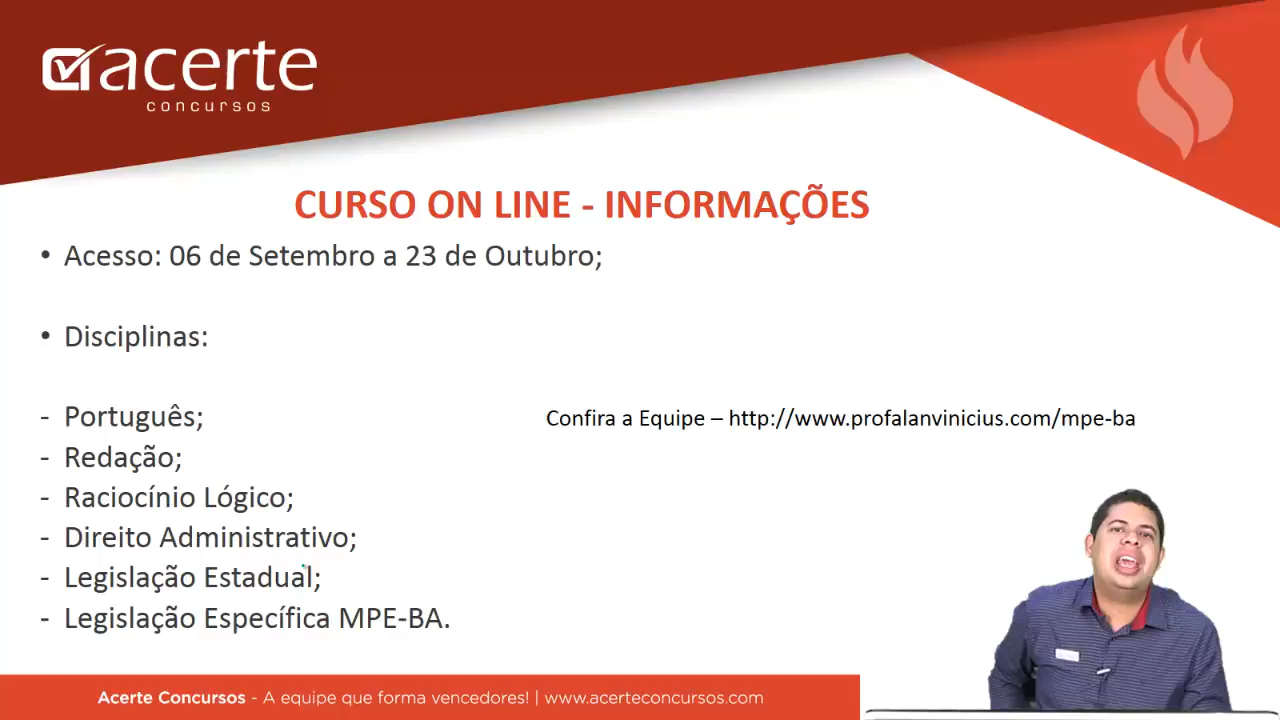 acerte
concursos
CURSO ON LINE - INFORMAÇÕES
• Acesso: 06 de Setembro a 23 de Outubro;
• Disciplinas:
- Português;
Confira a Equipe – http://www.profalanvinicius.com/mpe-ba
- Redação;
- Raciocínio Lógico;
- Direito Administrativo;
- Legislação Estadual;
- Legislação Específica MPE-BA.
Acerte Concursos - A equipe que forma vencedores! | www.acerteconcursos.com